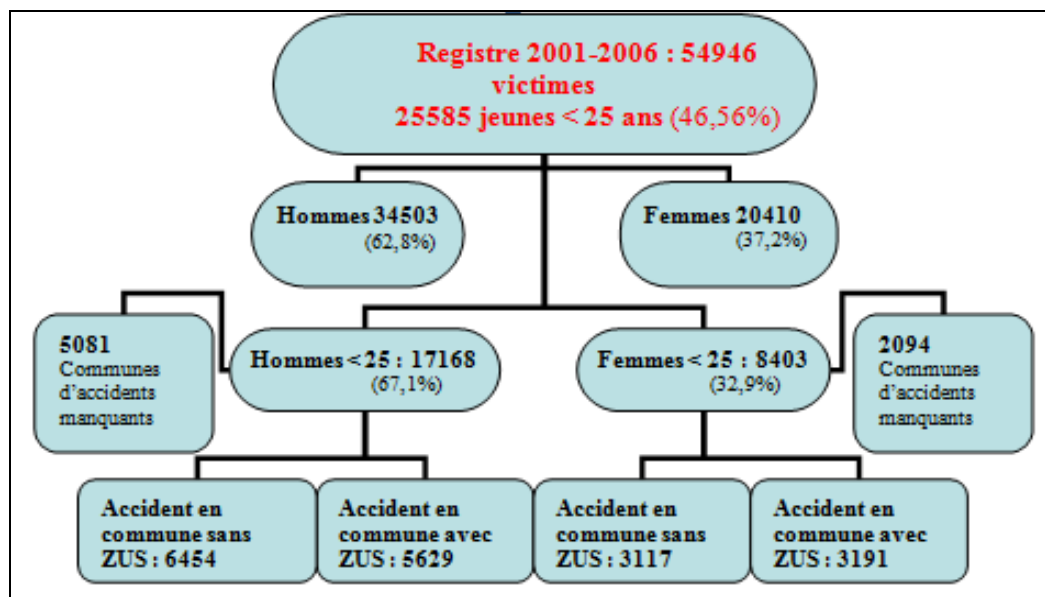 Registre 2001-2006 : 54946
victimes
25585 jeunes < 25 ans (46,56%)
Hommes 34503
(62,8%)
Femmes 20410
(37,2%)
5081
Communes
d'accidents
manquants
Hommes < 25 : 17168
(67,1%)
Femmes < 25 : 8403
(32,9%)
2094
Communes
d'accidents
manquants
Accident en
commune sans
ZUS : 6454
Accident en
commune avec
ZUS : 5629
Accident en
commune sans
ZUS : 3117
Accident en
commune avec
ZUS : 3191